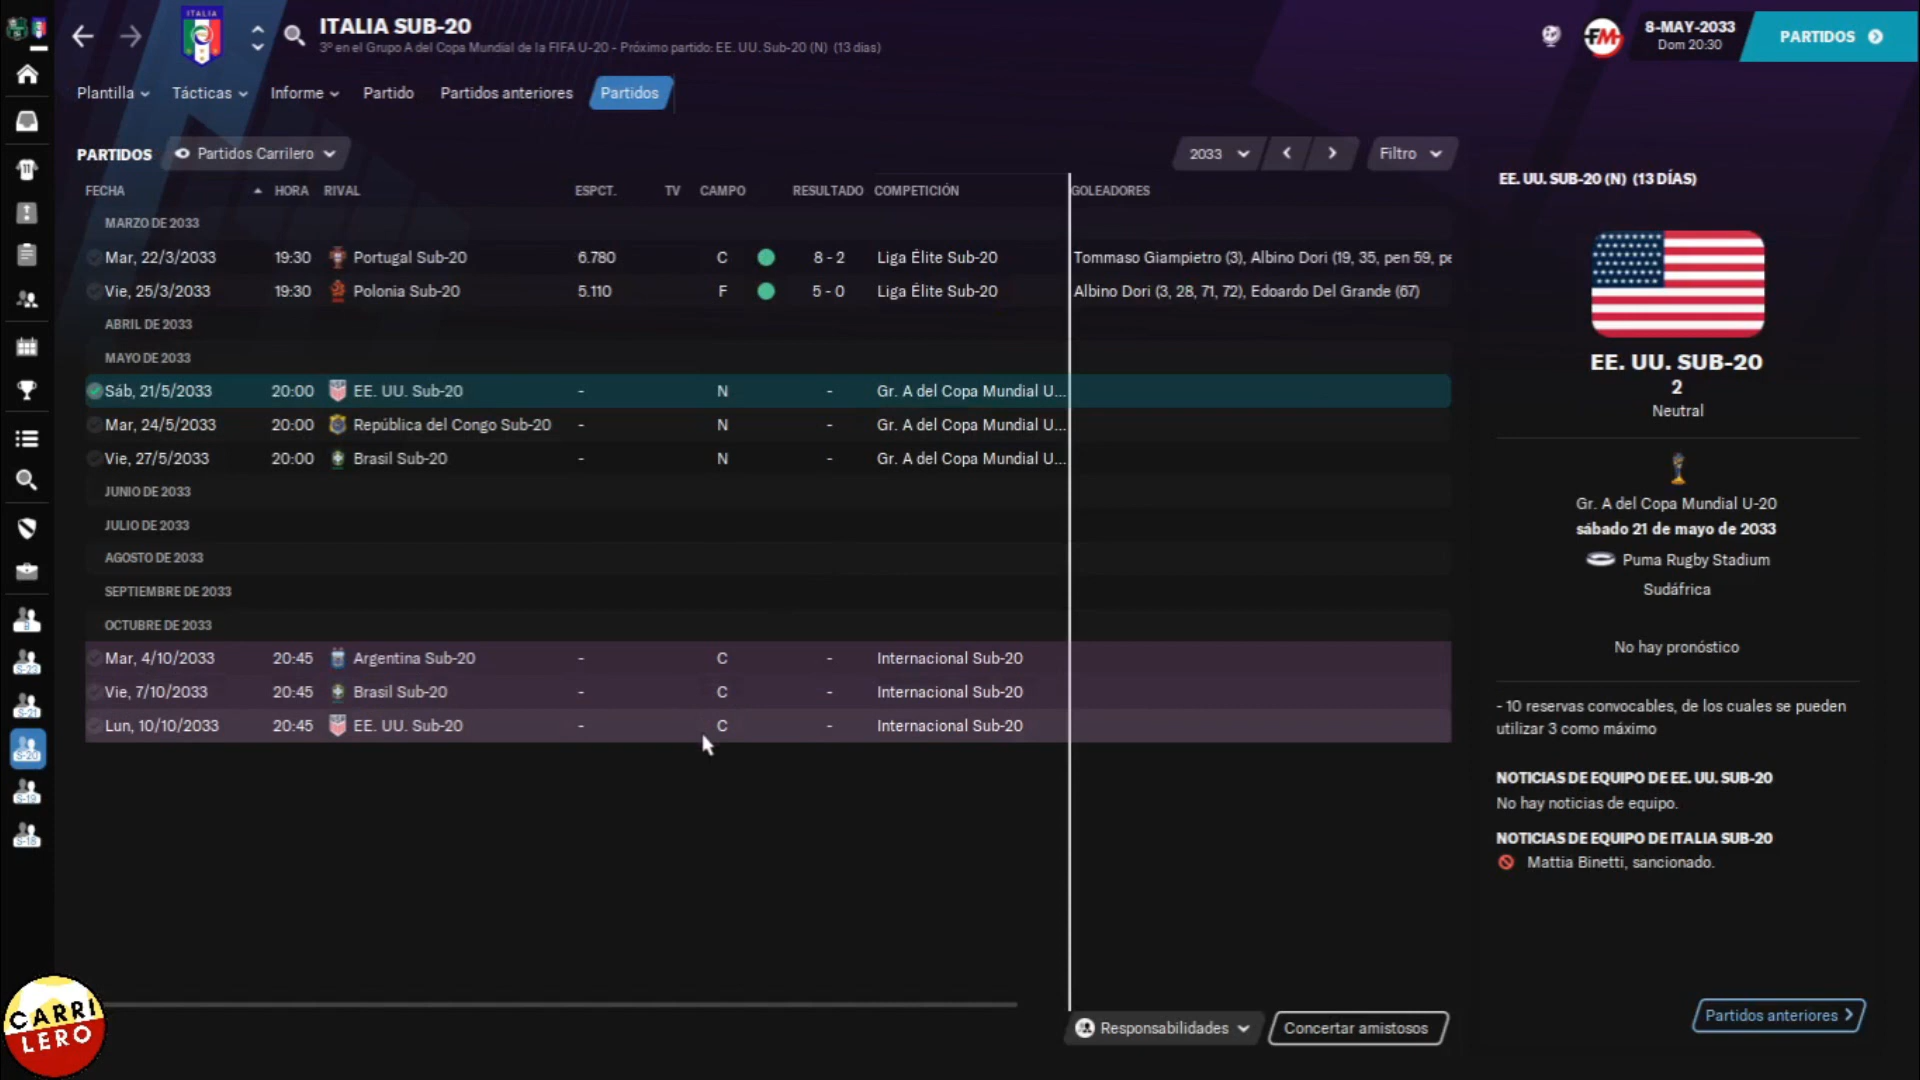 ITALIA
ITALIA SUB-20
3º en el Grupo A del Copa Mundial de la FIFA U-20 - Próximo partido: EE. UU. Sub-20 (N) (13 días)
FM
8-MAY-2033
Dom 20:30
PARTIDOS
Plantilla
Tácticas
Informe
Partido
Partidos anteriores
Partidos
PARTIDOS
Partidos Carrilero
2033
Filtro
FECHA HORA RIVAL ESPCT. TV CAMPO RESULTADO COMPETICIÓN GOLEADORES
MARZO DE 2033
Mar, 22/3/2033 19:30 Portugal Sub-20 6.780 C 8 - 2 Liga Élite Sub-20 Tommaso Giampietro (3), Albino Dori (19, 35, pen 59, pe
Vie, 25/3/2033 19:30 Polonia Sub-20 5.110 F 5 - 0 Liga Élite Sub-20 Albino Dori (3, 28, 71, 72), Edoardo Del Grande (67)
ABRIL DE 2033
MAYO DE 2033
Sáb, 21/5/2033 20:00 EE. UU. Sub-20 - N - Gr. A del Copa Mundial U...
Mar, 24/5/2033 20:00 República del Congo Sub-20 - N - Gr. A del Copa Mundial U...
Vie, 27/5/2033 20:00 Brasil Sub-20 - N - Gr. A del Copa Mundial U...
JUNIO DE 2033
JULIO DE 2033
AGOSTO DE 2033
SEPTIEMBRE DE 2033
OCTUBRE DE 2033
Mar, 4/10/2033 20:45 Argentina Sub-20 - C - Internacional Sub-20
Vie, 7/10/2033 20:45 Brasil Sub-20 - C - Internacional Sub-20
Lun, 10/10/2033 20:45 EE. UU. Sub-20 - C - Internacional Sub-20
EE. UU. SUB-20 (N) (13 DÍAS)
EE. UU. SUB-20
2
Neutral
Gr. A del Copa Mundial U-20
sábado 21 de mayo de 2033
Puma Rugby Stadium
Sudáfrica
No hay pronóstico
- 10 reservas convocables, de los cuales se pueden
utilizar 3 como máximo
NOTICIAS DE EQUIPO DE EE. UU. SUB-20
No hay noticias de equipo.
NOTICIAS DE EQUIPO DE ITALIA SUB-20
Mattia Binetti, sancionado.
S-23
S-21
S-20
S-19
S-18
CARRI
LERO
Responsabilidades
Concertar amistosos
Partidos anteriores